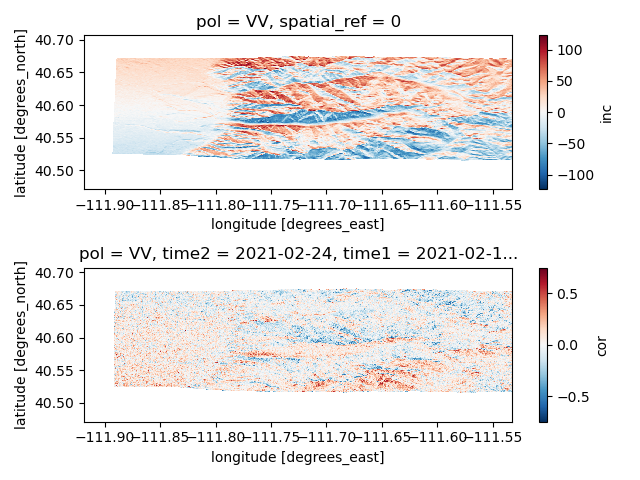 pol = VV, spatial_ref = 0
40.70
40.65
40.60
40.55
40.50
latitude [degrees_north]
−111.90 −111.85 −111.80 −111.75 −111.70 −111.65 −111.60 −111.55
longitude [degrees_east]
100
50
0
−50
−100
inc
pol = VV, time2 = 2021-02-24, time1 = 2021-02-1...
40.70
40.65
40.60
40.55
40.50
latitude [degrees_north]
−111.90 −111.85 −111.80 −111.75 −111.70 −111.65 −111.60 −111.55
longitude [degrees_east]
0.5
0.0
−0.5
cor